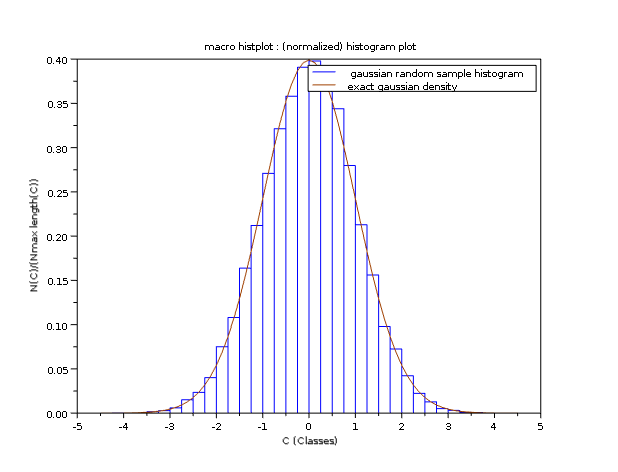 macro histplot : (normalized) histogram plot
gaussian random sample histogram
exact gaussian density
0.40
0.35
0.30
0.25
0.20
0.15
0.10
0.05
0.00
N(C)/(Nmax length(C))
-5 -4 -3 -2 -1 0 1 2 3 4 5
C (Classes)